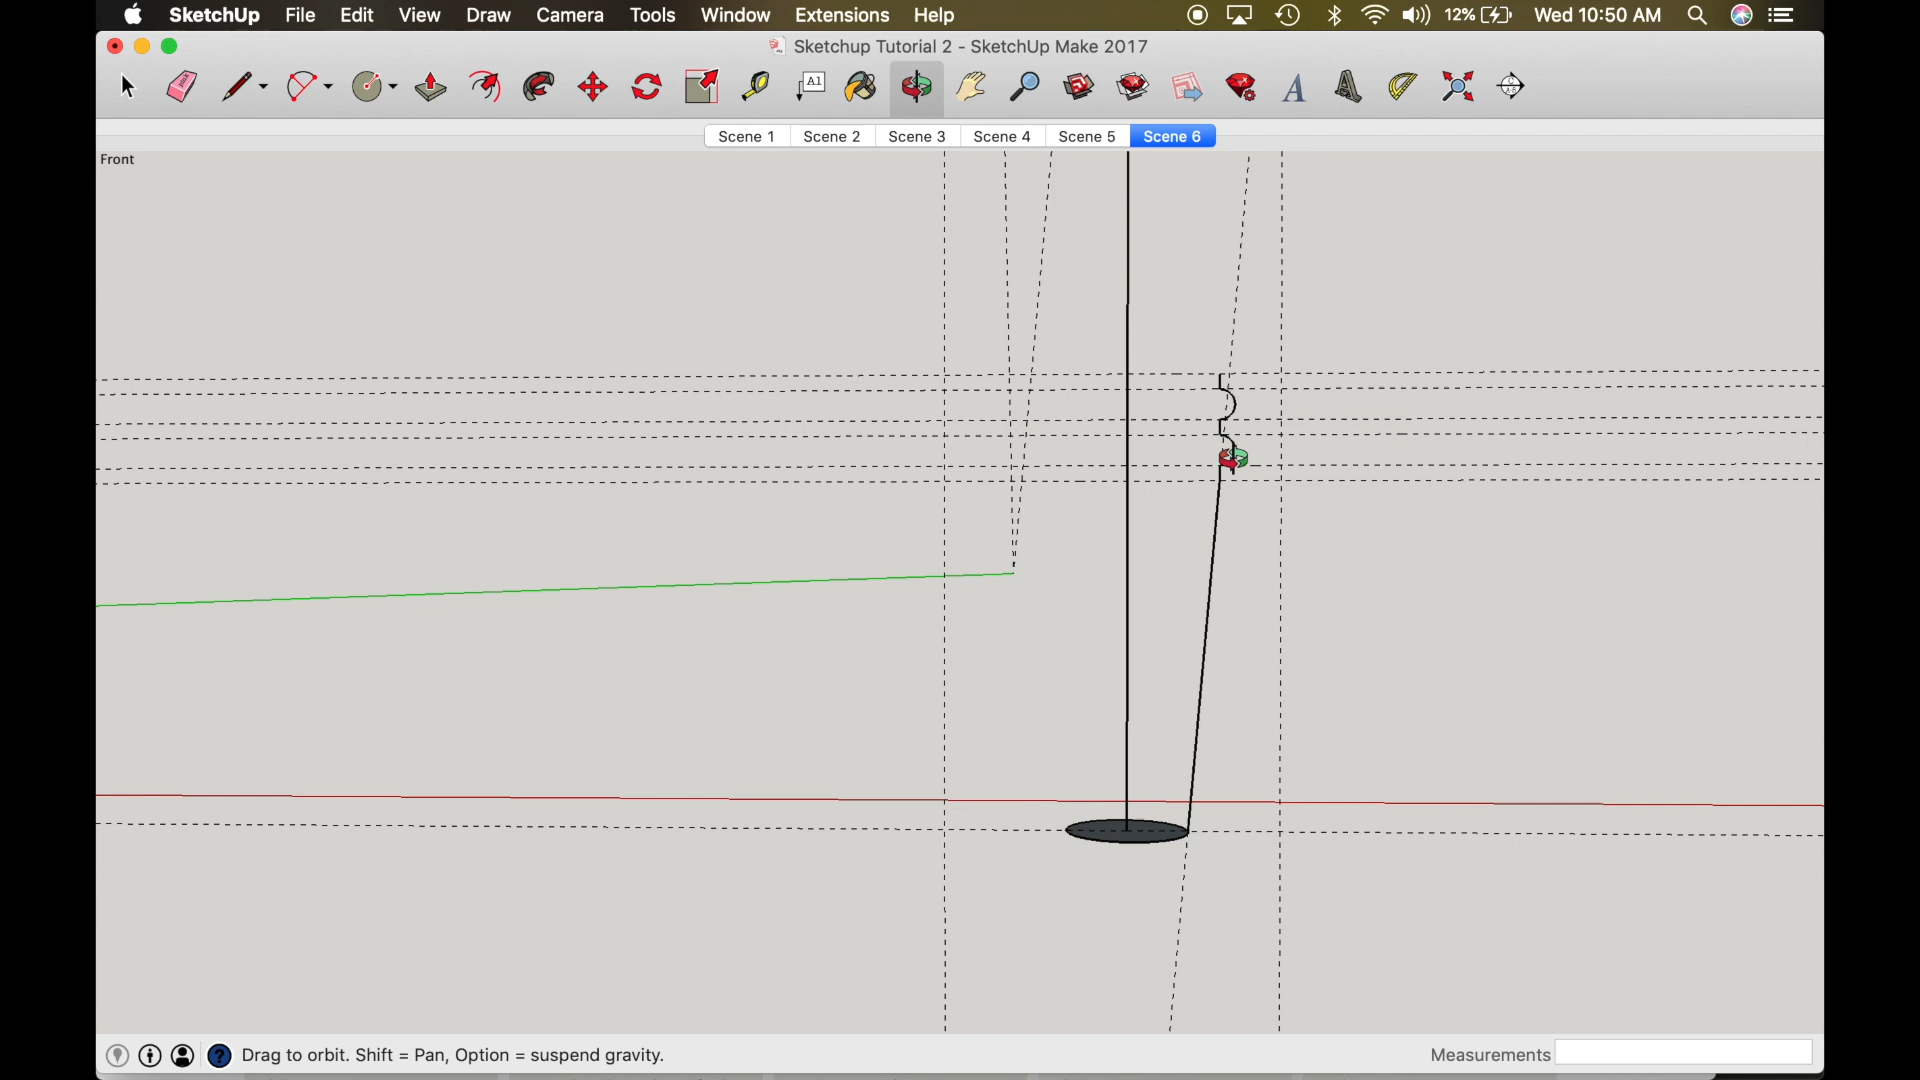 SketchUp File Edit View Draw Camera Tools Window Extensions Help 12% Wed 10:50 AM
Sketchup Tutorial 2 - SketchUp Make 2017
A1
Scene 1 Scene 2 Scene 3 Scene 4 Scene 5 Scene 6
Front
Drag to orbit. Shift = Pan, Option = suspend gravity.
Measurements